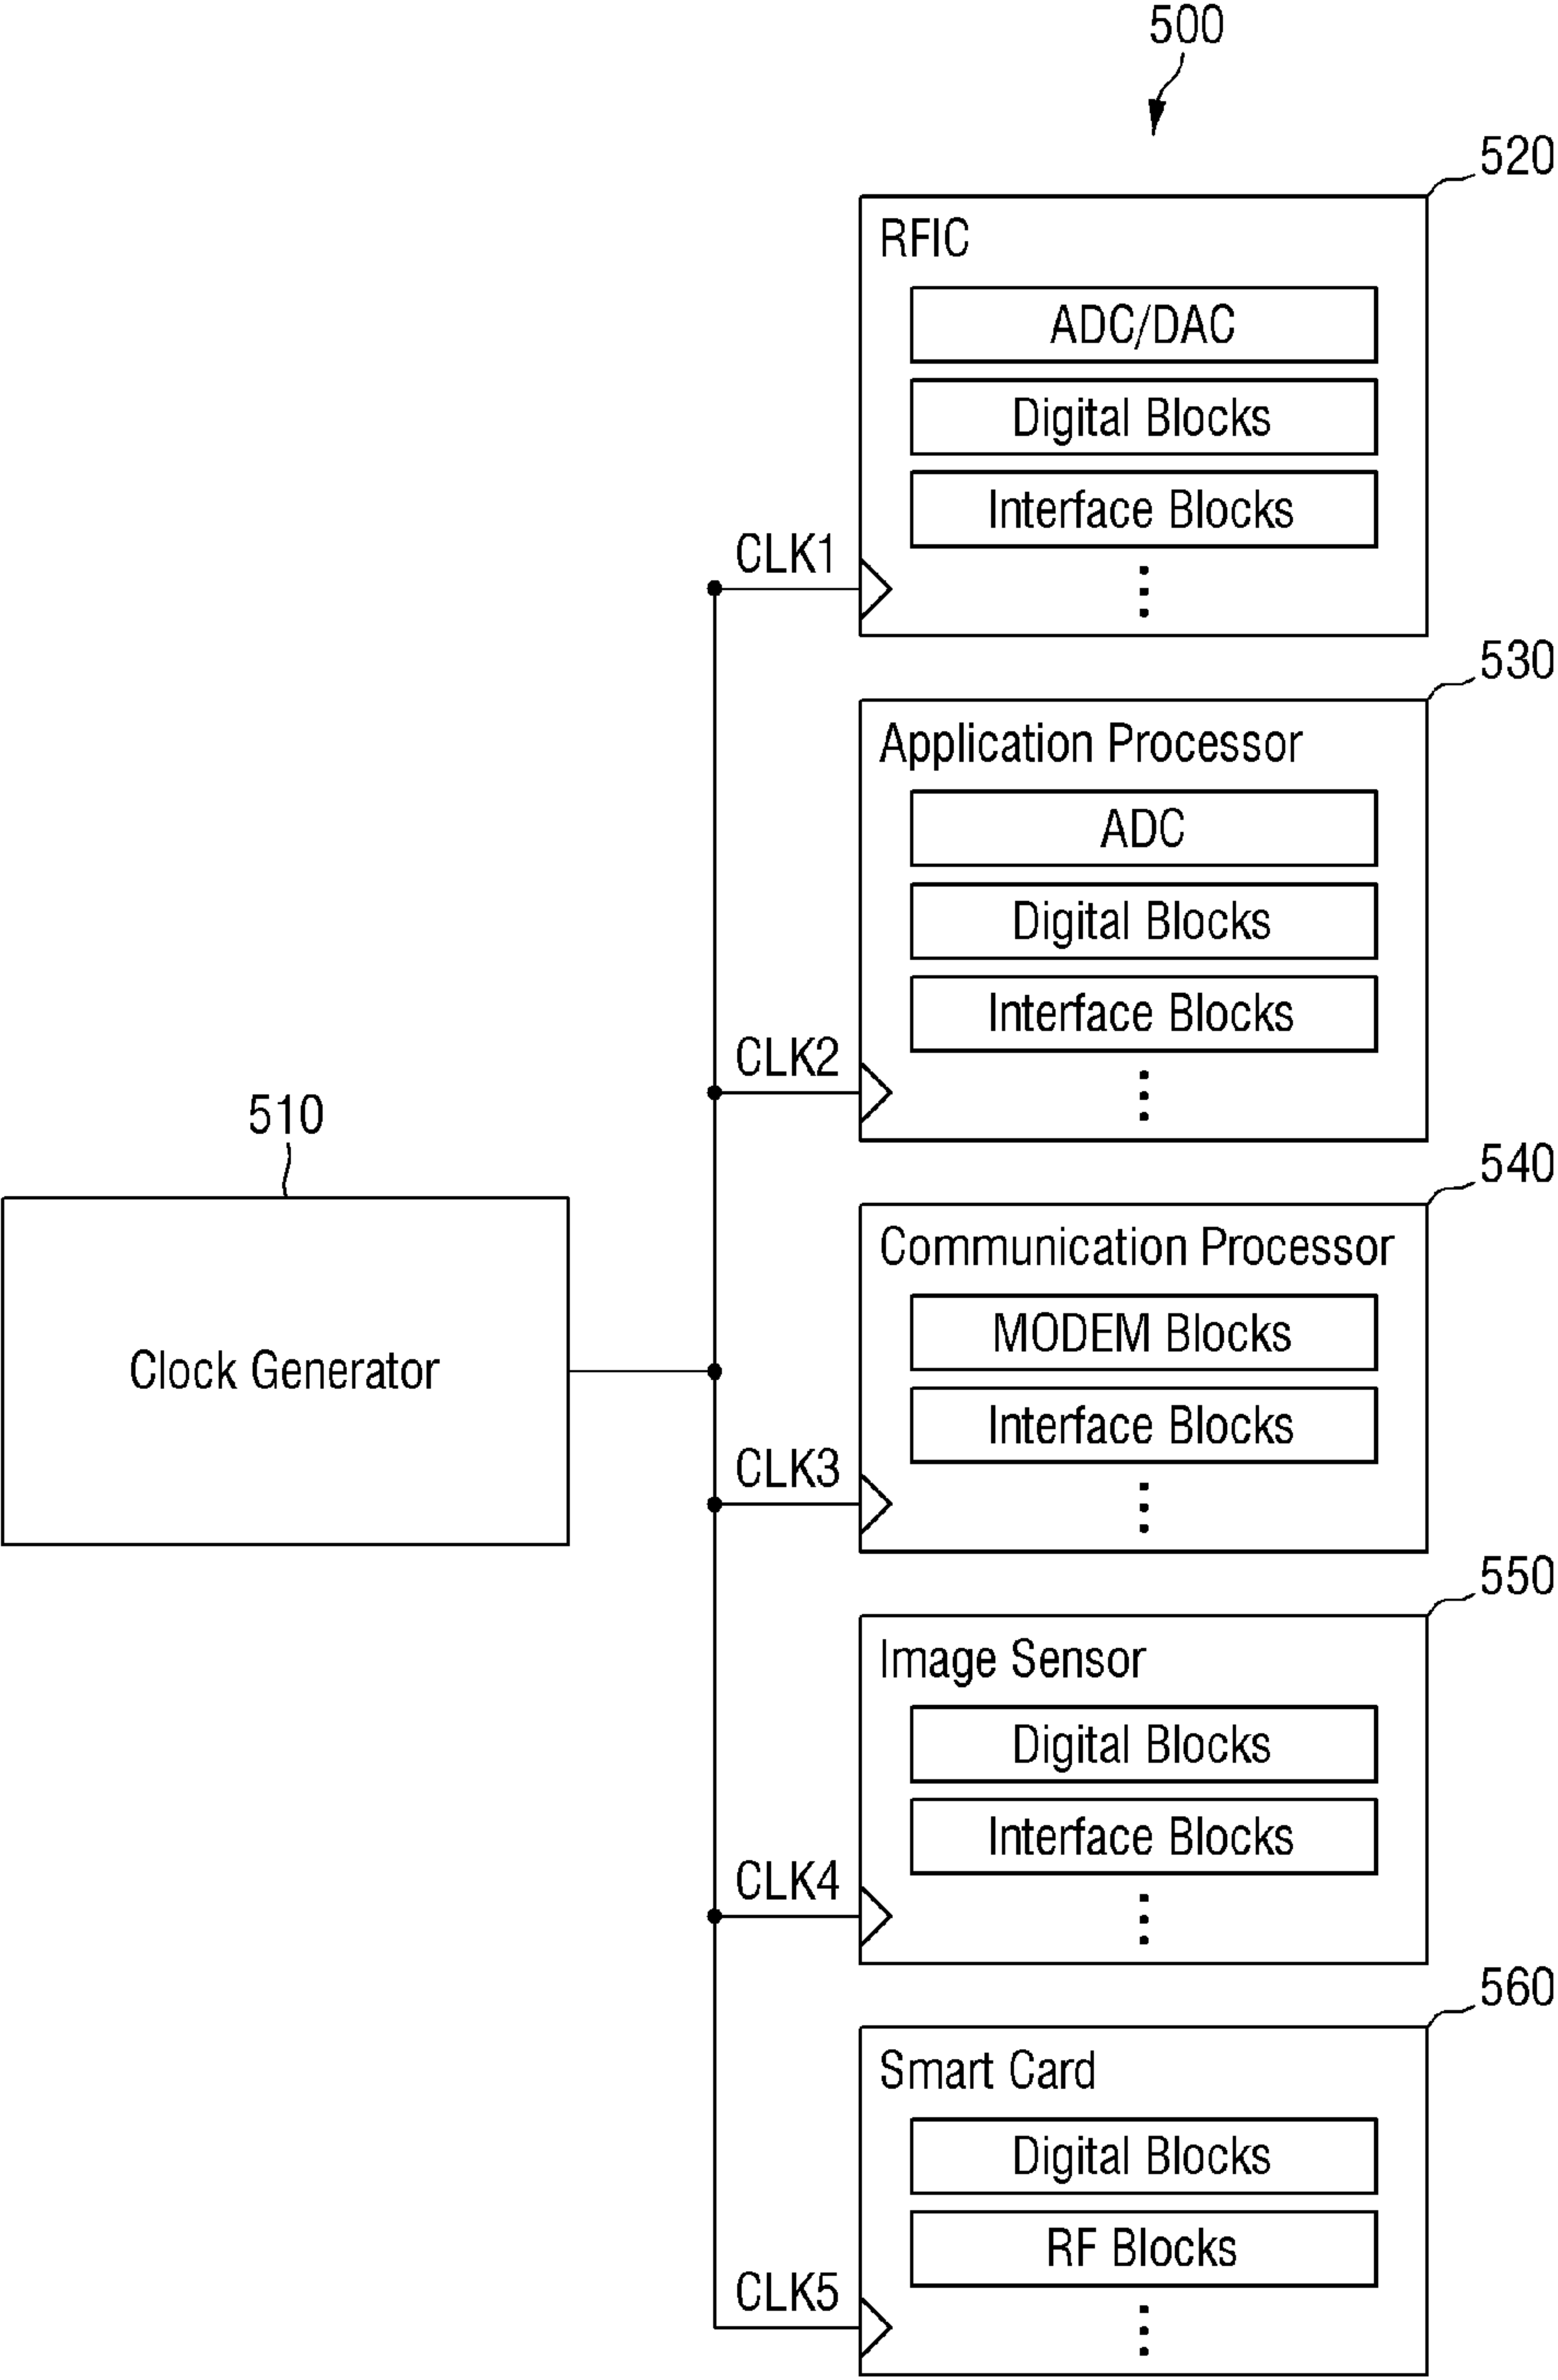 500
520
RFIC
ADC/DAC
Digital Blocks
Interface Blocks
CLK1
530
Application Processor
ADC
Digital Blocks
Interface Blocks
CLK2
510
Clock Generator
540
Communication Processor
MODEM Blocks
Interface Blocks
CLK3
550
Image Sensor
Digital Blocks
Interface Blocks
CLK4
560
Smart Card
Digital Blocks
RF Blocks
CLK5